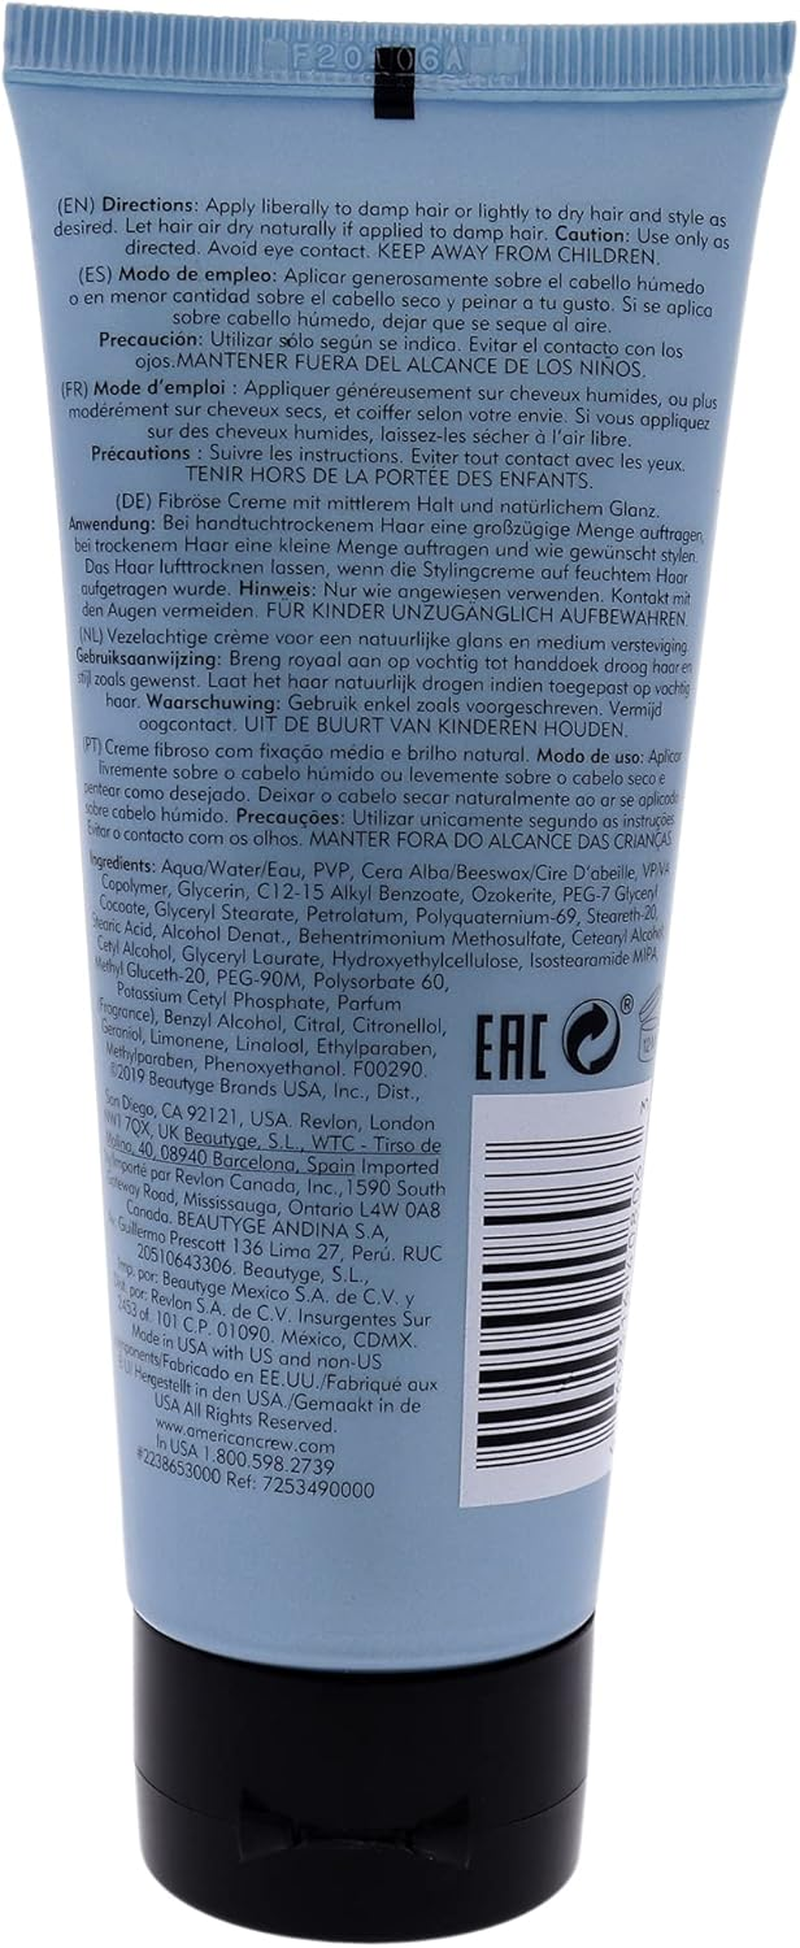 (EN) Directions: Apply liberally to damp hair or lightly to dry hair and style as
desired. Let hair air dry naturally if applied to damp hair. Caution: Use only as
directed. Avoid eye contact. KEEP AWAY FROM CHILDREN.
(ES) Modo de empleo: Aplicar generosamente sobre el cabello húmedo
o en menor cantidad sobre el cabello seco y peinar a tu gusto. Si se aplica
sobre cabello húmedo, dejar que se seque al aire.
Precaución: Utilizar sólo según se indica. Evitar el contacto con los
ojos.MANTENER FUERA DEL ALCANCE DE LOS NIÑOS.
(FR) Mode d'emploi : Appliquer généreusement sur cheveux humides, ou plus
modérément sur cheveux secs, et coiffer selon votre envie. Si vous appliquez
sur des cheveux humides, laissez-les sécher à l'air libre.
Précautions : Suivre les instructions. Eviter tout contact avec les yeux.
TENIR HORS DE LA PORTÉE DES ENFANTS.
(DE) Fibröse Creme mit mittlerem Halt und natürlichem Glanz.
Anwendung: Bei handtuchtrockenem Haar eine großzügige Menge auftragen,
bei trockenem Haar eine kleine Menge auftragen und wie gewünscht stylen.
Das Haar lufttrocknen lassen, wenn die Stylingcreme auf feuchtem Haar
aufgetragen wurde. Hinweis: Nur wie angewiesen verwenden. Kontakt mit
den Augen vermeiden. FÜR KINDER UNZUGÄNGLICH AUFBEWAHREN.
(NL) Vezelachtige crème voor een natuurlijke glans en medium versteviging.
Gebruiksaanwijzing: Breng royaal aan op vochtig tot handdoek droog haar en
stijl zoals gewenst. Laat het haar natuurlijk drogen indien toegepast op vochtig
haar. Waarschuwing: Gebruik enkel zoals voorgeschreven. Vermijd
oogcontact. UIT DE BUURT VAN KINDEREN HOUDEN.
(PT) Creme fibroso com fixação média e brilho natural. Modo de uso: Aplicar
livremente sobre o cabelo húmido ou levemente sobre o cabelo seco e
pentear como desejado. Deixar o cabelo secar naturalmente ao ar se aplicado
sobre cabelo húmido. Precauções: Utilizar unicamente segundo as instruções.
Evitar o contacto com os olhos. MANTER FORA DO ALCANCE DAS CRIANÇAS.
Ingredients: Aqua/Water/Eau, PVP, Cera Alba/Beeswax/Cire D'abeille, VP/VA
Copolymer, Glycerin, C12-15 Alkyl Benzoate, Ozokerite, PEG-7 Glyceryl
Cocoate, Glyceryl Stearate, Petrolatum, Polyquaternium-69, Steareth-20,
Stearic Acid, Alcohol Denat., Behentrimonium Methosulfate, Cetearyl Alcohol,
Cetyl Alcohol, Glyceryl Laurate, Hydroxyethylcellulose, Isostearamide MIPA,
Methyl Gluceth-20, PEG-90M, Polysorbate 60,
Potassium Cetyl Phosphate, Parfum
(Fragrance), Benzyl Alcohol, Citral, Citronellol,
Geraniol, Limonene, Linalool, Ethylparaben,
Methylparaben, Phenoxyethanol. F00290.
©2019 Beautyge Brands USA, Inc., Dist.,
San Diego, CA 92121, USA. Revlon, London
NW1 7QX, UK Beautyge, S.L., WTC - Tirso de
Molina, 40, 08940 Barcelona, Spain Imported
by/Importé par Revlon Canada, Inc., 1590 South
Gateway Road, Mississauga, Ontario L4W 0A8
Canada. BEAUTYGE ANDINA S.A,
Av. Guillermo Prescott 136 Lima 27, Perú. RUC
20510643306. Beautyge, S.L.,
Imp. por: Beautyge Mexico S.A. de C.V. y
Dist. por: Revlon S.A. de C.V. Insurgentes Sur
2453 of. 101 C.P. 01090. México, CDMX.
Made in USA with US and non-US
components/Fabricado en EE.UU./Fabriqué aux
Hergestellt in den USA./Gemaakt in de
USA All Rights Reserved.
www.americancrew.com
In USA 1.800.598.2739
#2238653000 Ref: 7253490000
EAC ®